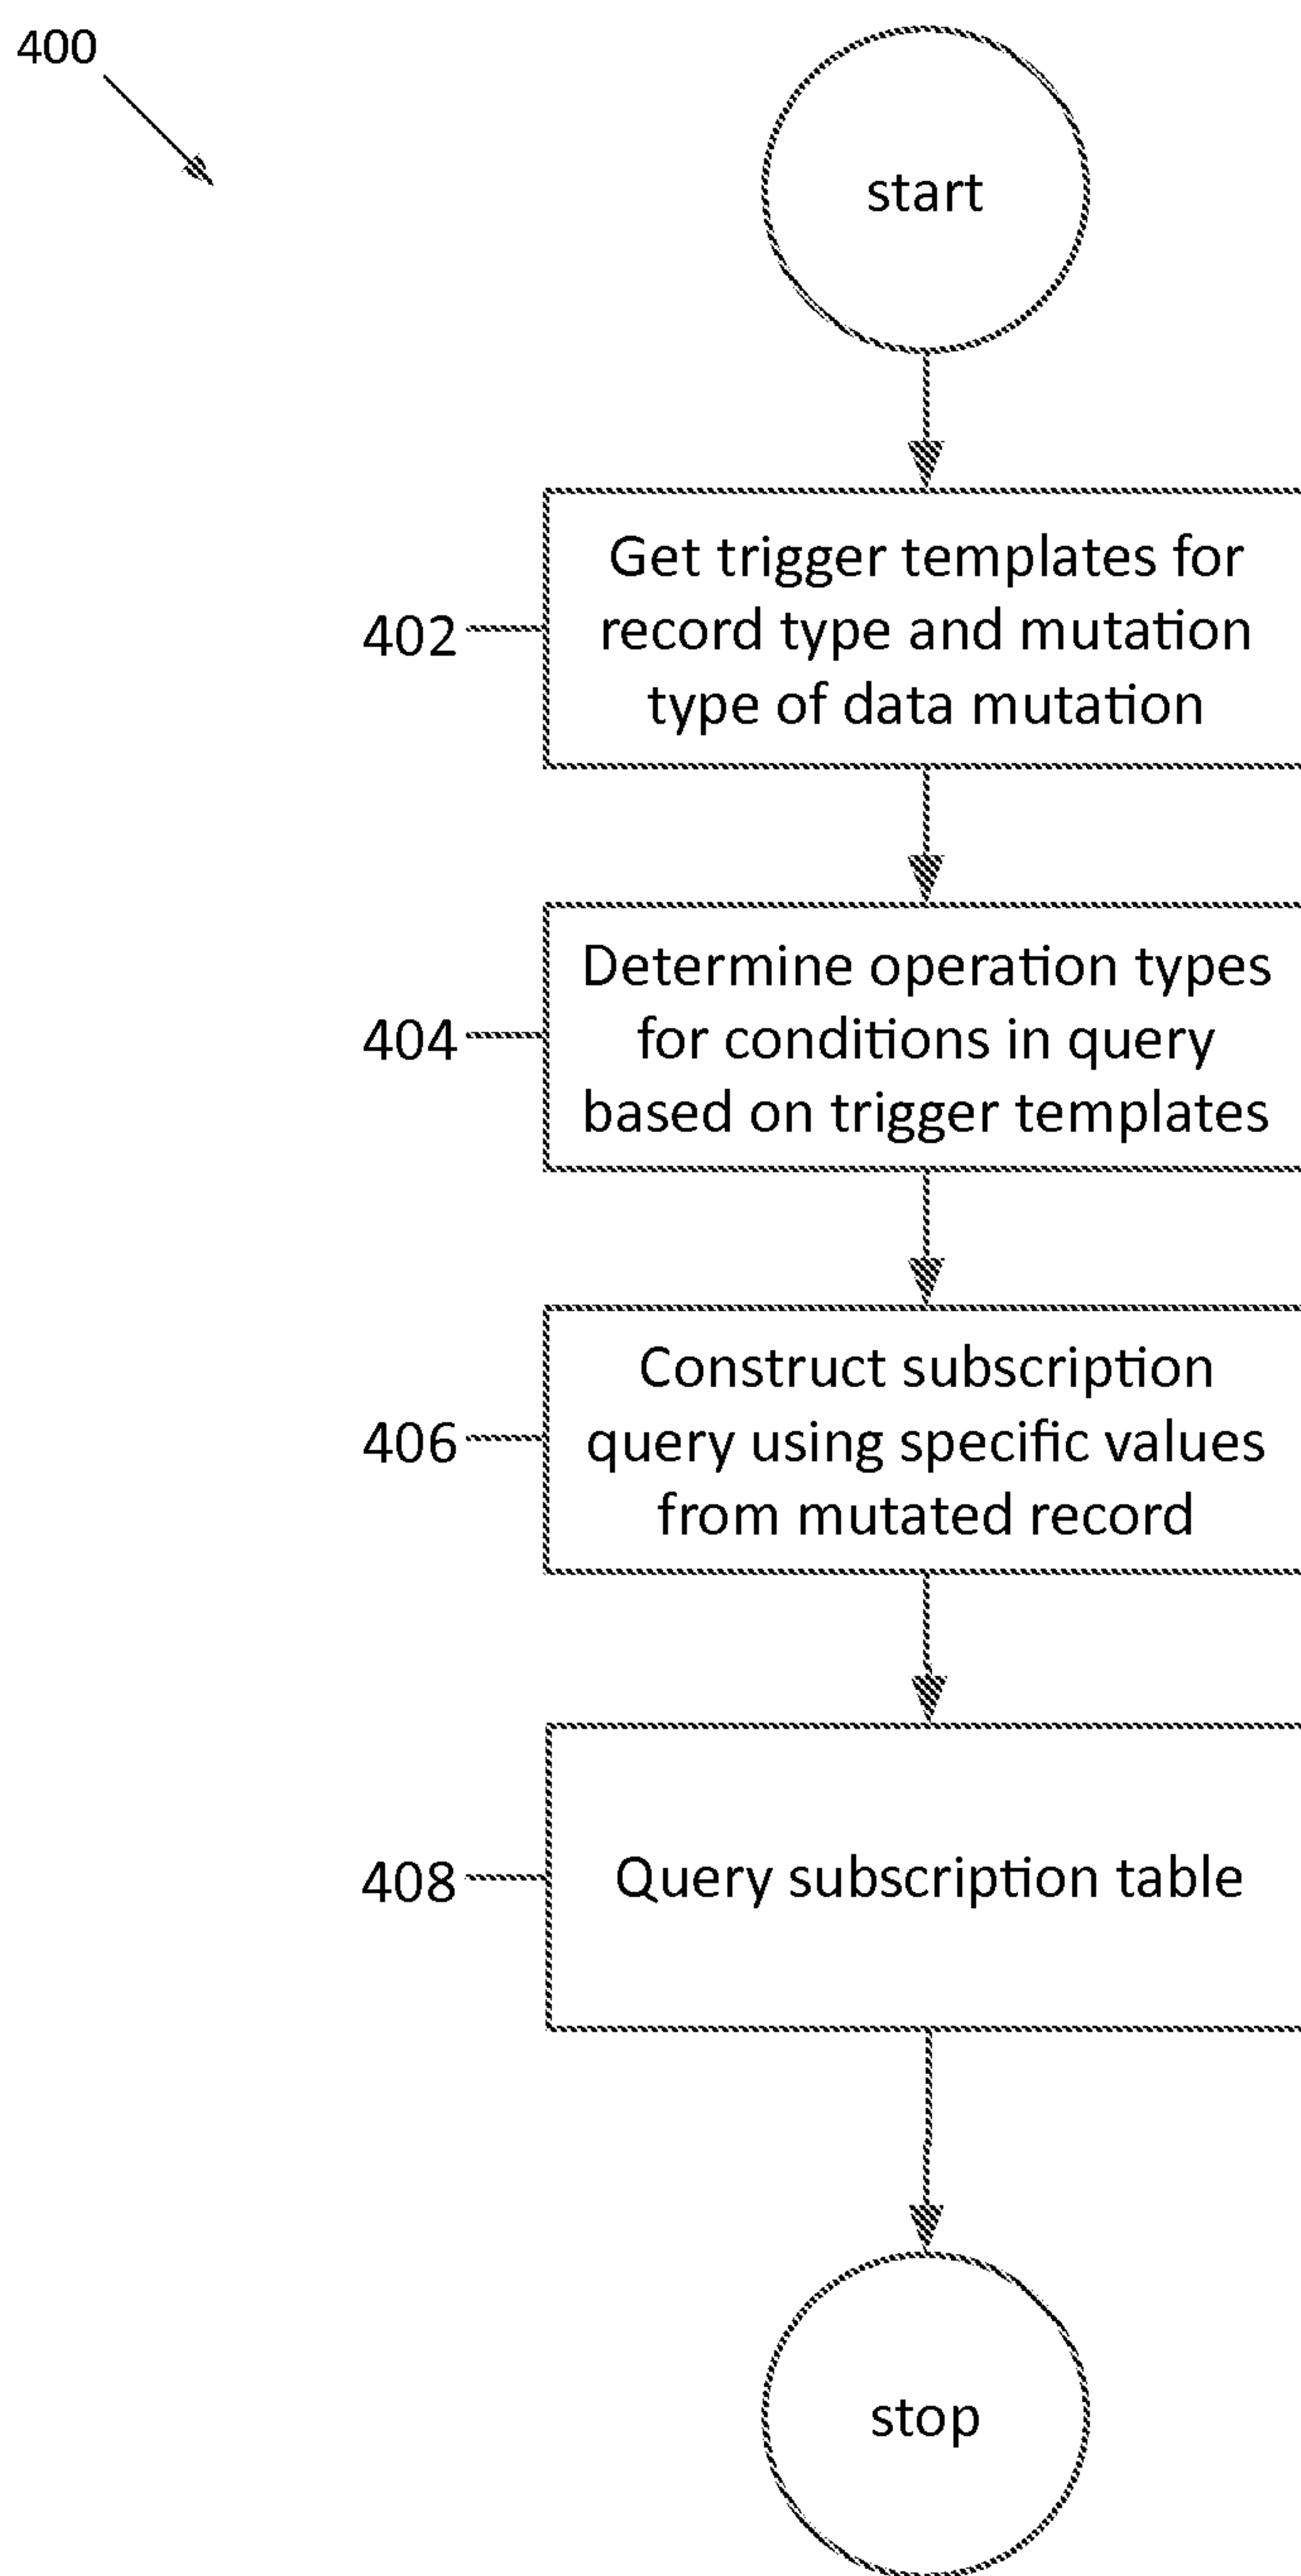 400
start
402
Get trigger templates for
record type and mutation
type of data mutation
404
Determine operation types
for conditions in query
based on trigger templates
406
Construct subscription
query using specific values
from mutated record
408
Query subscription table
stop